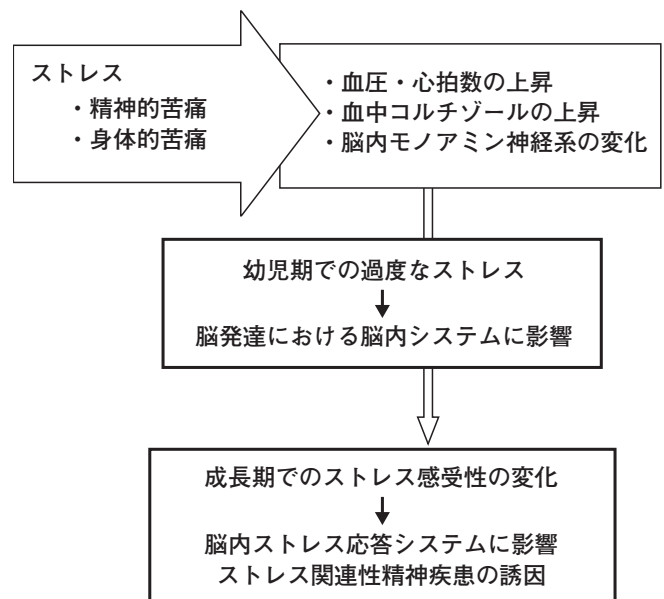 ストレス
・精神的苦痛
・身体的苦痛
・血圧・心拍数の上昇
・血中コルチゾールの上昇
・脳内モノアミン神経系の変化
幼児期での過度なストレス
脳発達における脳内システムに影響
成長期でのストレス感受性の変化
脳内ストレス応答システムに影響
ストレス関連性精神疾患の誘因